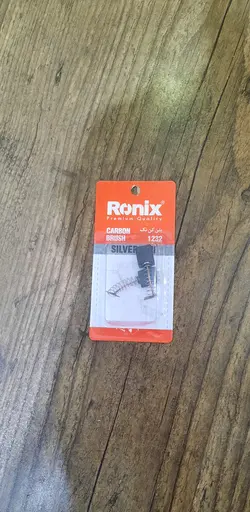 Ronix
Premium Quality
CARBON
BRUSH
1232
SILVER